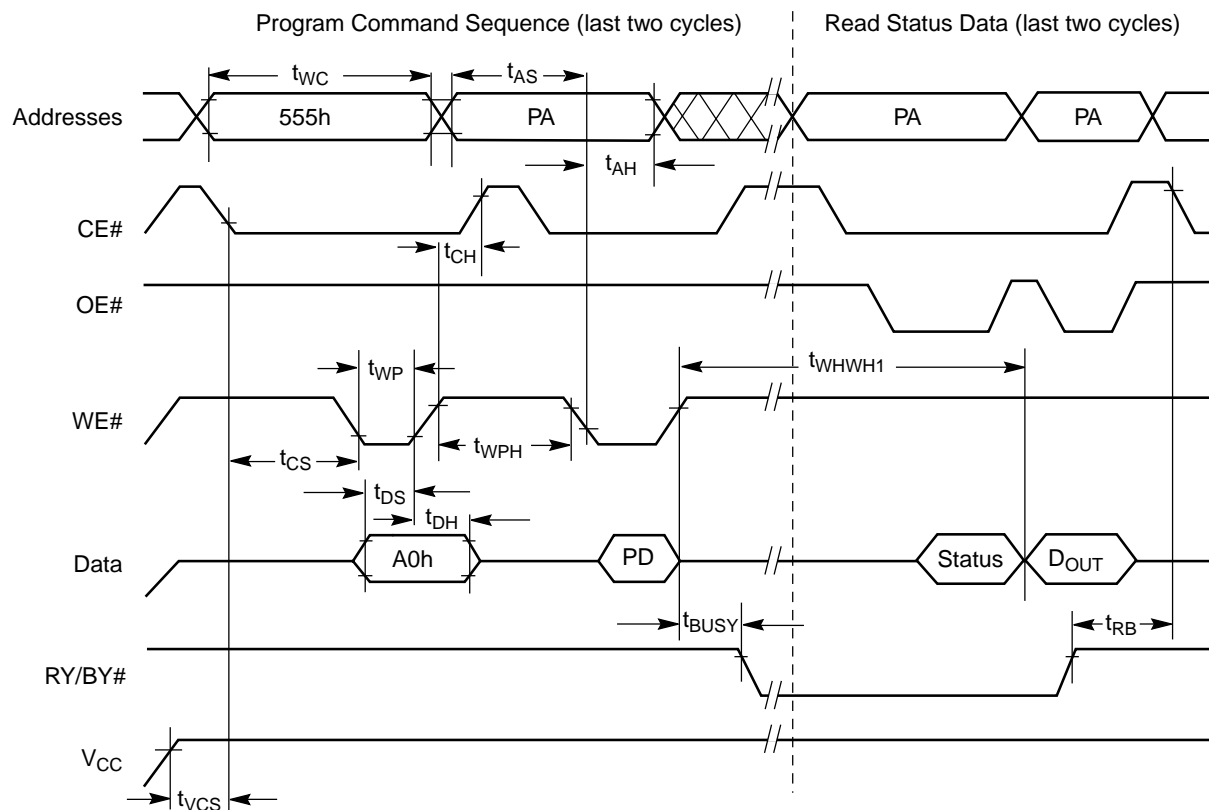 Program Command Sequence (last two cycles)
Read Status Data (last two cycles)
tWC
tAS
Addresses
555h
PA
PA
PA
tAH
CE#
tCH
OE#
tWP
tWHWH1
WE#
tCS
tWPH
tDS
tDH
Data
A0h
PD
Status
DOUT
tBUSY
tRB
RY/BY#
VCC
tVCS